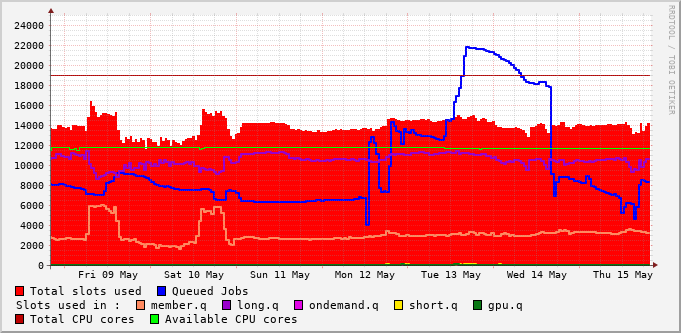 RRDTOOL / TOBI OETIKER
24000
22000
20000
18000
16000
14000
12000
10000
8000
6000
4000
2000
0
Fri 09 May Sat 10 May Sun 11 May Mon 12 May Tue 13 May Wed 14 May Thu 15 May
Total slots used Queued Jobs
Slots used in : member.q long.q ondemand.q short.q gpu.q
Total CPU cores Available CPU cores